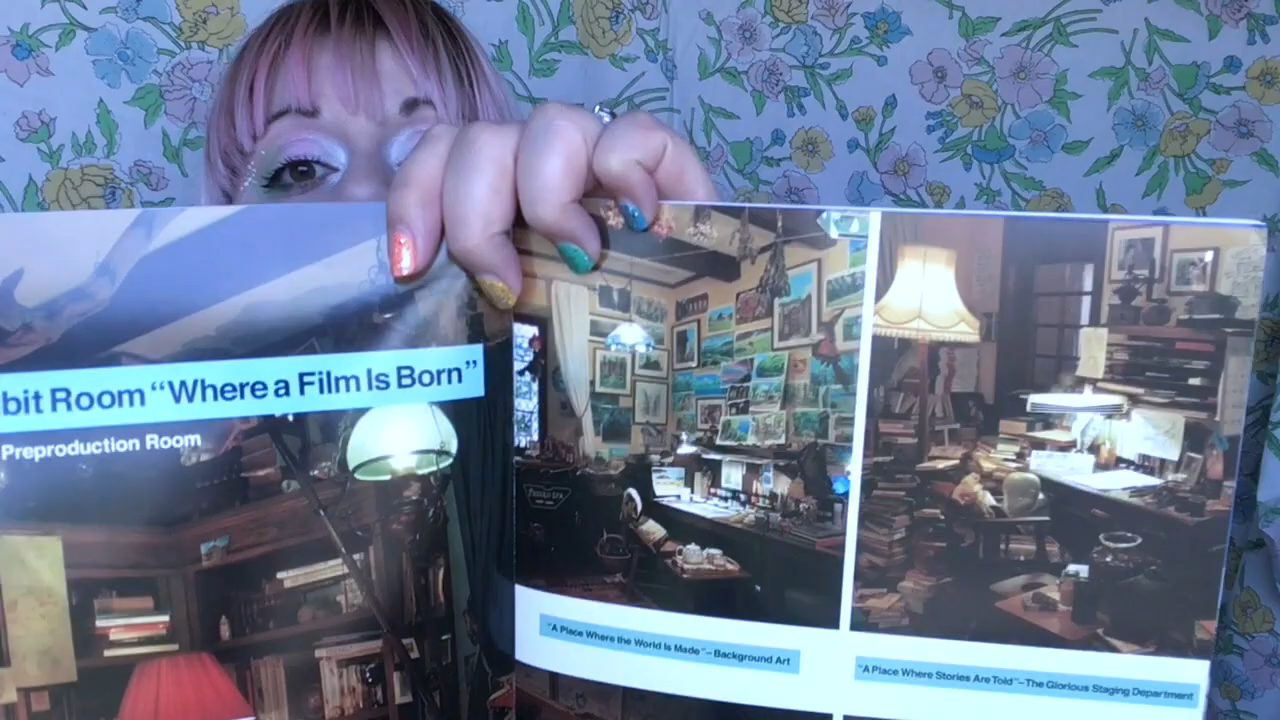 bit Room “Where a Film Is Born”
Preproduction Room
“A Place Where the World Is Made”–Background Art
“A Place Where Stories Are Told”–The Glorious Staging Department